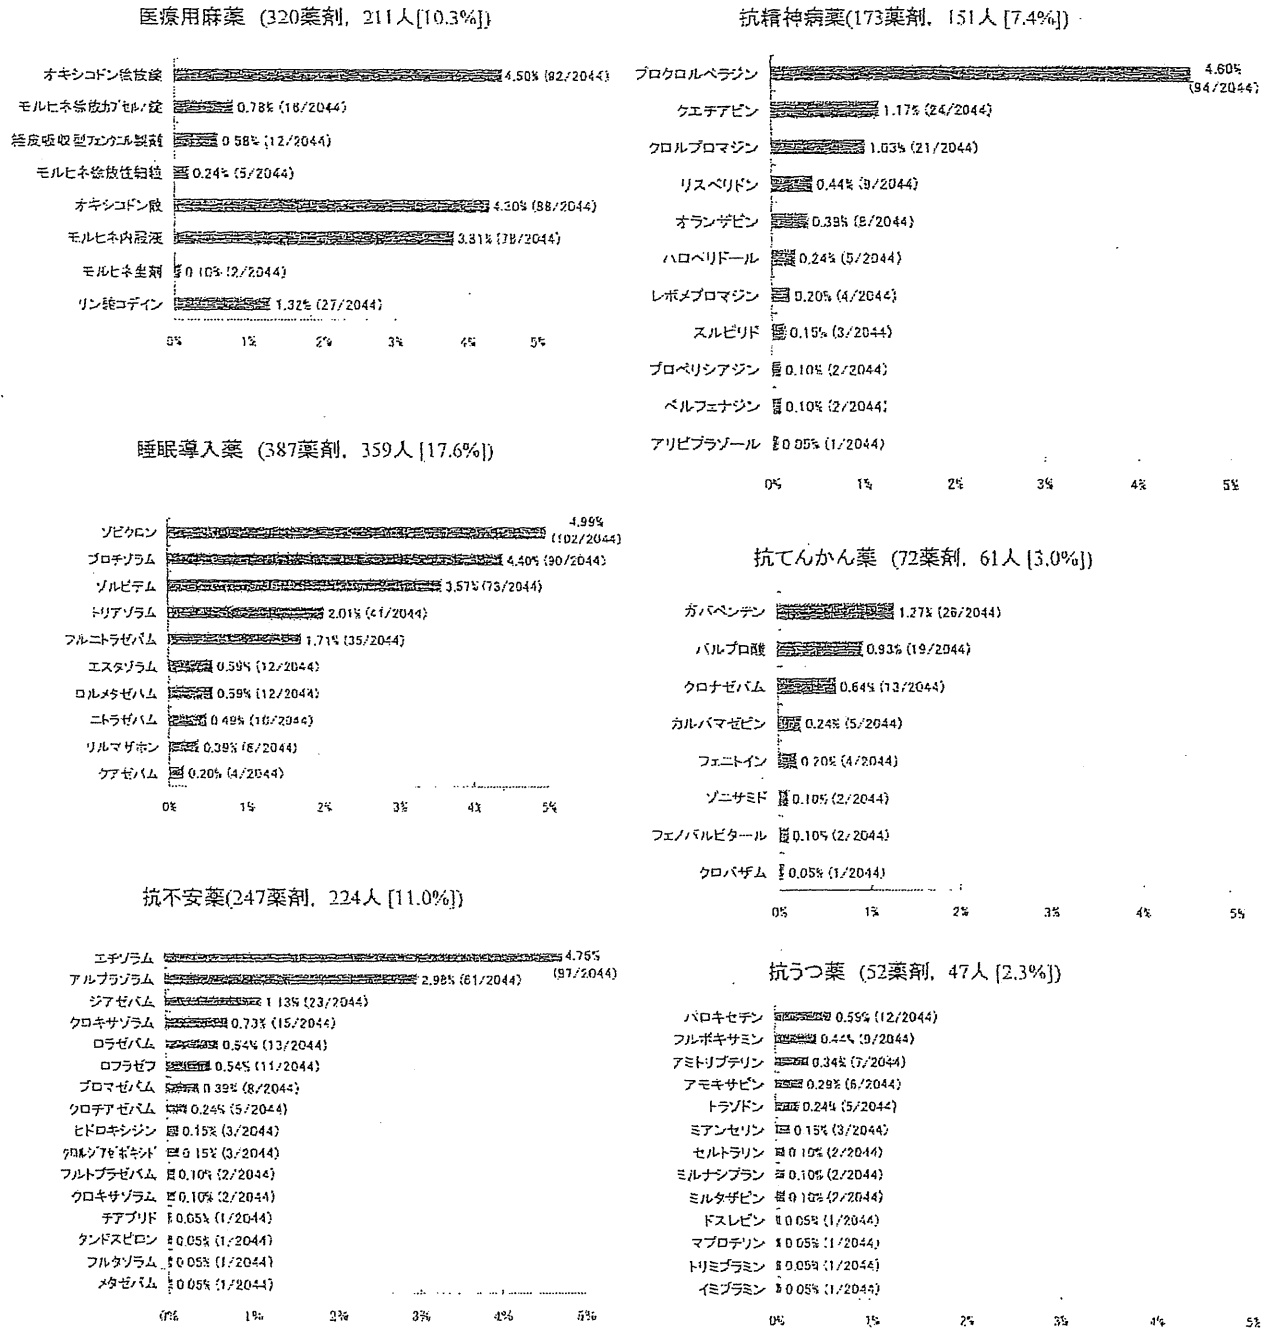 医療用麻薬 (320薬剤, 211人[10.3%])
オキシコドン徐放錠 4.50% (92/2044)
モルヒネ徐放カプセル/錠 0.78% (16/2044)
経皮吸収型フェンタニル製剤 0.58% (12/2044)
モルヒネ徐放性細粒 0.24% (5/2044)
オキシコドン散 4.30% (88/2044)
モルヒネ内服液 3.81% (78/2044)
モルヒネ坐剤 0.10% (2/2044)
リン酸コデイン 1.32% (27/2044)
0% 1% 2% 3% 4% 5%
睡眠導入薬 (387薬剤, 359人 [17.6%])
ゾピクロン 4.99% (102/2044)
ブロチゾラム 4.40% (90/2044)
ゾルピデム 3.57% (73/2044)
トリアゾラム 2.01% (41/2044)
フルニトラゼパム 1.71% (35/2044)
エスタゾラム 0.59% (12/2044)
ロルメタゼパム 0.59% (12/2044)
ニトラゼパム 0.49% (10/2044)
リルマザホン 0.39% (8/2044)
クアゼパム 0.20% (4/2044)
0% 1% 2% 3% 4% 5%
抗不安薬(247薬剤, 224人 [11.0%])
エチゾラム 4.75% (97/2044)
アルプラゾラム 2.98% (61/2044)
ジアゼパム 1.13% (23/2044)
クロキサゾラム 0.73% (15/2044)
ロラゼパム 0.64% (13/2044)
ロフラゼプ 0.54% (11/2044)
ブロマゼパム 0.39% (8/2044)
クロチアゼパム 0.24% (5/2044)
ヒドロキシジン 0.15% (3/2044)
クロルジアゼポキシド 0.15% (3/2044)
フルトプラゼパム 0.10% (2/2044)
クロキサゾラム 0.10% (2/2044)
チアプリド 0.05% (1/2044)
タンドスピロン 0.05% (1/2044)
フルタゾラム 0.05% (1/2044)
メタゼパム 0.05% (1/2044)
0% 1% 2% 3% 4% 5%
抗精神病薬(173薬剤, 151人 [7.4%])
プロクロルペラジン 4.60% (94/2044)
クエチアピン 1.17% (24/2044)
クロルプロマジン 1.03% (21/2044)
リスペリドン 0.44% (9/2044)
オランザピン 0.39% (8/2044)
ハロペリドール 0.24% (5/2044)
レボメプロマジン 0.20% (4/2044)
スルピリド 0.15% (3/2044)
プロペリシアジン 0.10% (2/2044)
ペルフェナジン 0.10% (2/2044)
アリピプラゾール 0.05% (1/2044)
0% 1% 2% 3% 4% 5%
抗てんかん薬 (72薬剤, 61人 [3.0%])
ガバペンチン 1.27% (26/2044)
バルプロ酸 0.93% (19/2044)
クロナゼパム 0.64% (13/2044)
カルバマゼピン 0.24% (5/2044)
フェニトイン 0.20% (4/2044)
ゾニサミド 0.10% (2/2044)
フェノバルビタール 0.10% (2/2044)
クロバザム 0.05% (1/2044)
0% 1% 2% 3% 4% 5%
抗うつ薬 (52薬剤, 47人 [2.3%])
パロキセチン 0.59% (12/2044)
フルボキサミン 0.44% (9/2044)
アミトリプテリン 0.34% (7/2044)
アモキサピン 0.29% (6/2044)
トラゾドン 0.24% (5/2044)
ミアンセリン 0.15% (3/2044)
セルトラリン 0.10% (2/2044)
ミルナシプラン 0.10% (2/2044)
ミルタザピン 0.10% (2/2044)
ドスレピン 0.05% (1/2044)
マプロテリン 0.05% (1/2044)
トリミプラミン 0.05% (1/2044)
イミプラミン 0.05% (1/2044)
0% 1% 2% 3% 4% 5%